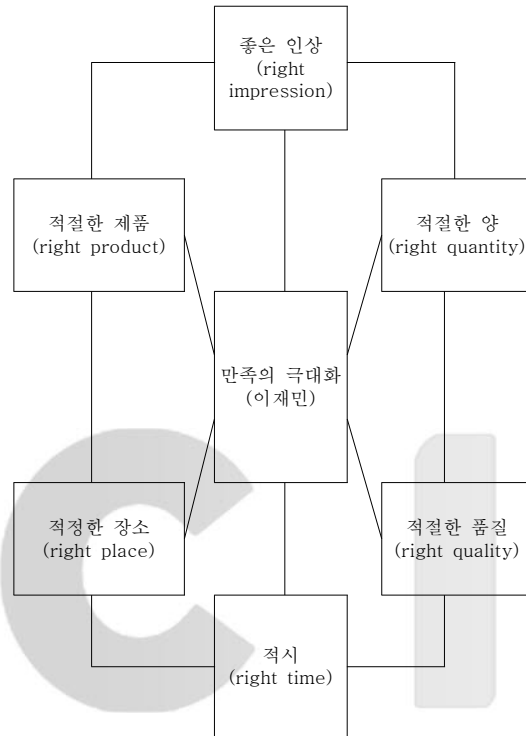 좋은 인상
(right
impression)
적절한 제품
(right product)
적절한 양
(right quantity)
만족의 극대화
(이재민)
적정한 장소
(right place)
적절한 품질
(right quality)
적시
(right time)
C I